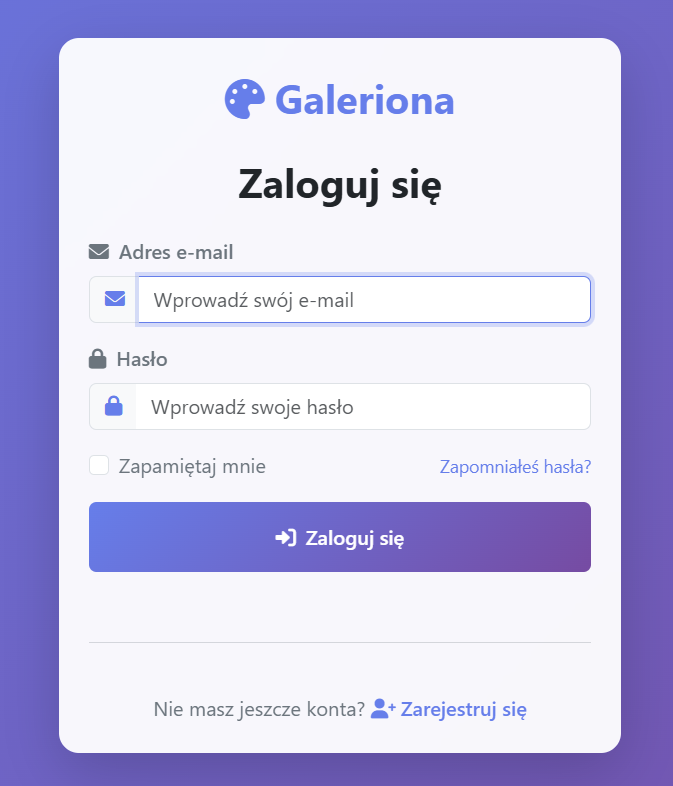 Galeriona
Zaloguj się
Adres e-mail
Wprowadź swój e-mail
Hasło
Wprowadź swoje hasło
Zapamiętaj mnie Zapomniałeś hasła?
Zaloguj się
Nie masz jeszcze konta? Zarejestruj się